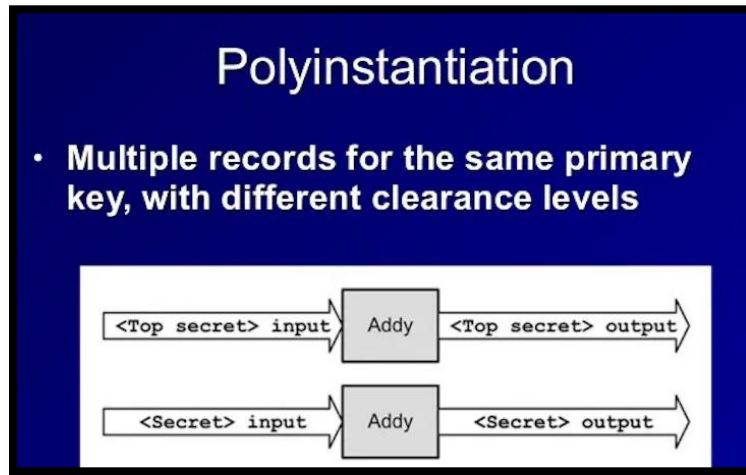 Polyinstantiation
• Multiple records for the same primary
key, with different clearance levels
<Top secret> input Addy <Top secret> output
<Secret> input Addy <Secret> output